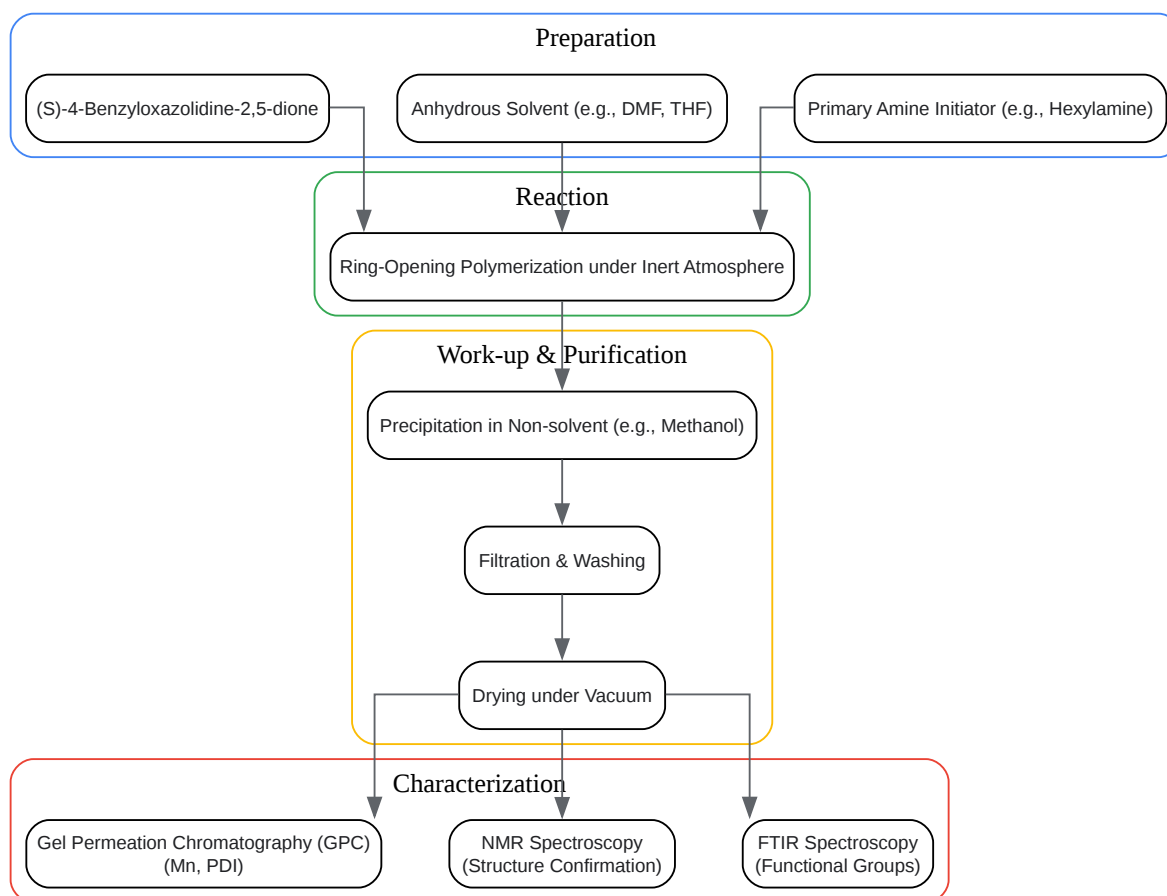 Preparation
(S)-4-Benzyloxazolidine-2,5-dione
Anhydrous Solvent (e.g., DMF, THF)
Primary Amine Initiator (e.g., Hexylamine)
Reaction
Ring-Opening Polymerization under Inert Atmosphere
Work-up & Purification
Precipitation in Non-solvent (e.g., Methanol)
Filtration & Washing
Drying under Vacuum
Characterization
Gel Permeation Chromatography (GPC)
(Mn, PDI)
NMR Spectroscopy
(Structure Confirmation)
FTIR Spectroscopy
(Functional Groups)